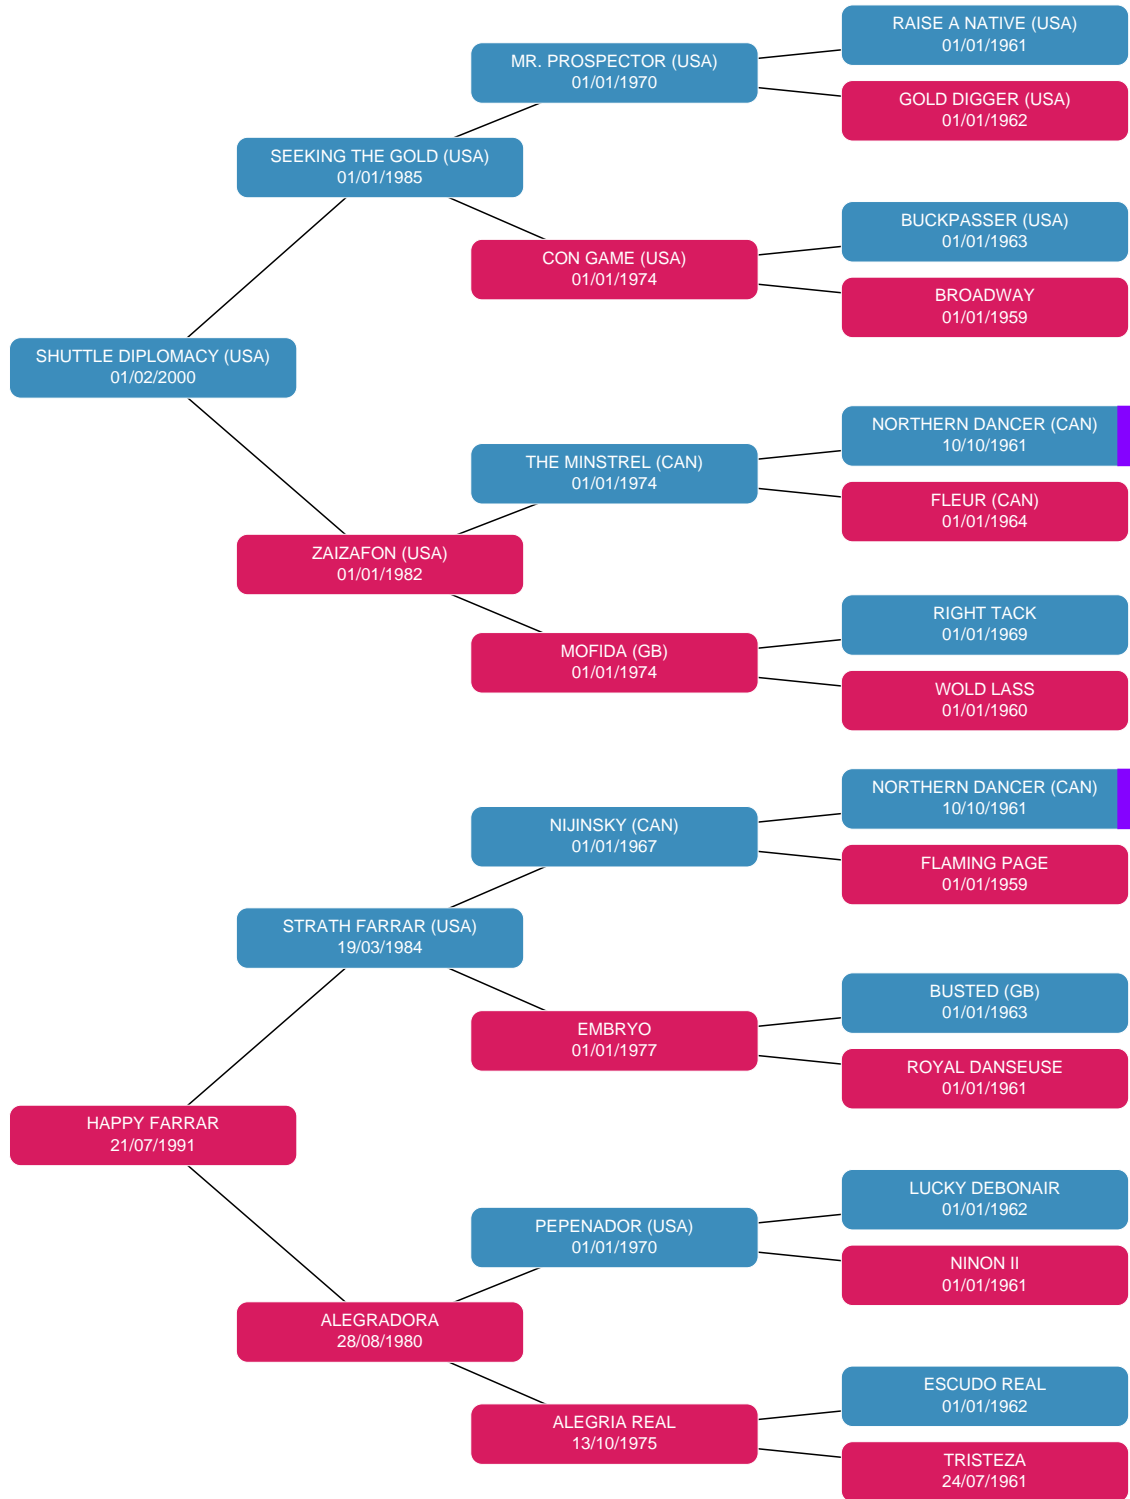 RAISE A NATIVE (USA)
01/01/1961
MR. PROSPECTOR (USA)
01/01/1970
GOLD DIGGER (USA)
01/01/1962
SEEKING THE GOLD (USA)
01/01/1985
BUCKPASSER (USA)
01/01/1963
CON GAME (USA)
01/01/1974
BROADWAY
01/01/1959
SHUTTLE DIPLOMACY (USA)
01/02/2000
NORTHERN DANCER (CAN)
10/10/1961
THE MINSTREL (CAN)
01/01/1974
FLEUR (CAN)
01/01/1964
ZAIZAFON (USA)
01/01/1982
RIGHT TACK
01/01/1969
MOFIDA (GB)
01/01/1974
WOLD LASS
01/01/1960
NORTHERN DANCER (CAN)
10/10/1961
NIJINSKY (CAN)
01/01/1967
FLAMING PAGE
01/01/1959
STRATH FARRAR (USA)
19/03/1984
BUSTED (GB)
01/01/1963
EMBRYO
01/01/1977
ROYAL DANSEUSE
01/01/1961
HAPPY FARRAR
21/07/1991
LUCKY DEBONAIR
01/01/1962
PEPENADOR (USA)
01/01/1970
NINON II
01/01/1961
ALEGRADORA
28/08/1980
ESCUDO REAL
01/01/1962
ALEGRIA REAL
13/10/1975
TRISTEZA
24/07/1961